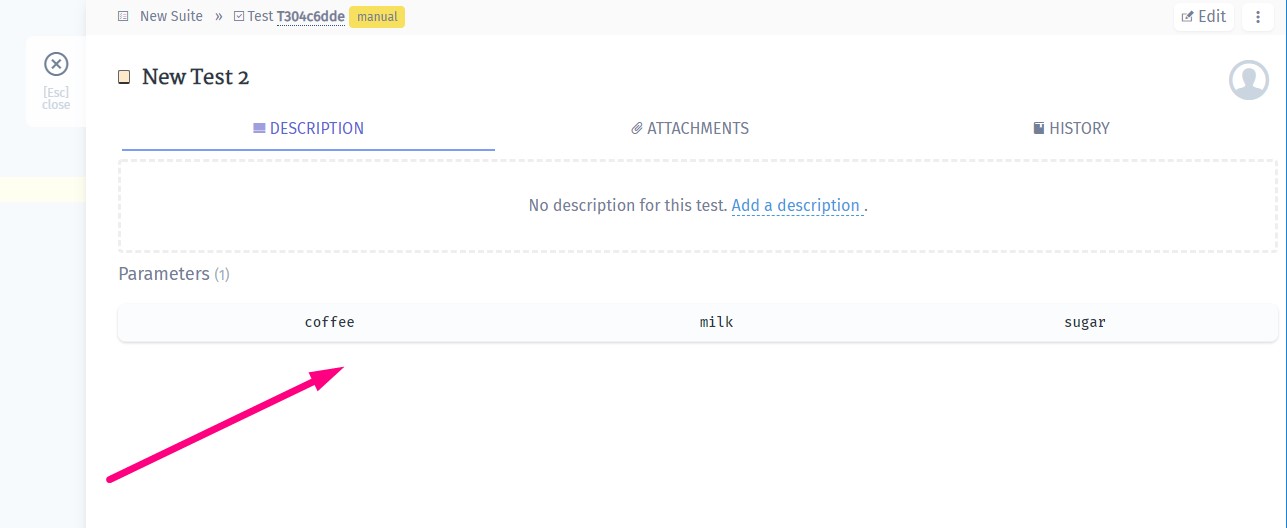 New Suite » Test T304c6dde manual
Edit
[Esc]
close
New Test 2
DESCRIPTION
ATTACHMENTS
HISTORY
No description for this test. Add a description .
Parameters (1)
coffee milk sugar